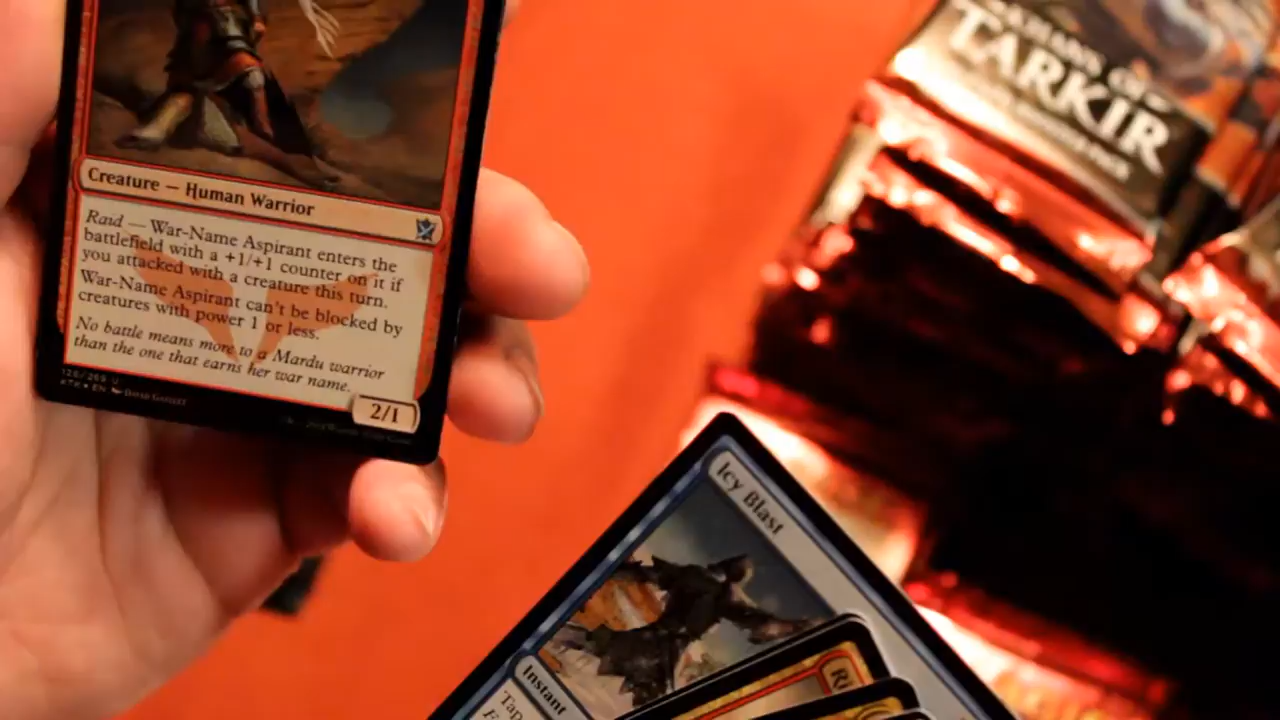 Creature — Human Warrior
Raid — War-Name Aspirant enters the
battlefield with a +1/+1 counter on it if
you attacked with a creature this turn.
War-Name Aspirant can't be blocked by
creatures with power 1 or less.
No battle means more to a Mardu warrior
than the one that earns her war name.
KTK • EN
2/1
TARKIR
Icy Blast
Instant
Tap